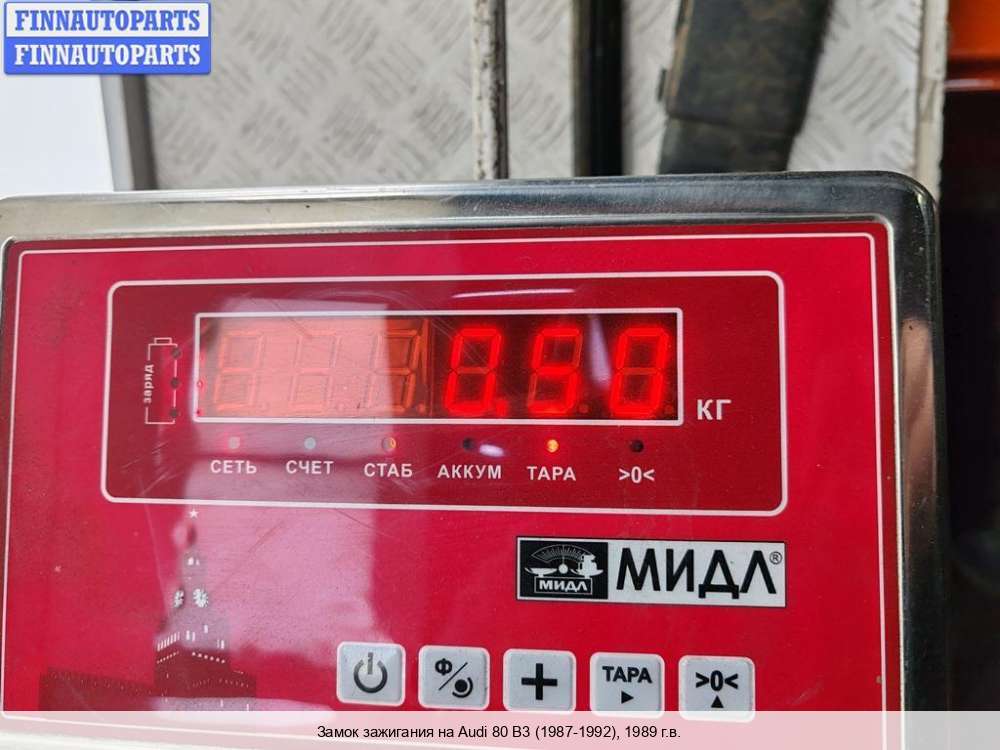 FINNAUTOPARTS
FINNAUTOPARTS
заряд
0.50
КГ
СЕТЬ СЧЕТ СТАБ АККУМ ТАРА >0<
МИДЛ МИДЛ®
Ф ТАРА >0<
Замок зажигания на Audi 80 B3 (1987-1992), 1989 г.в.